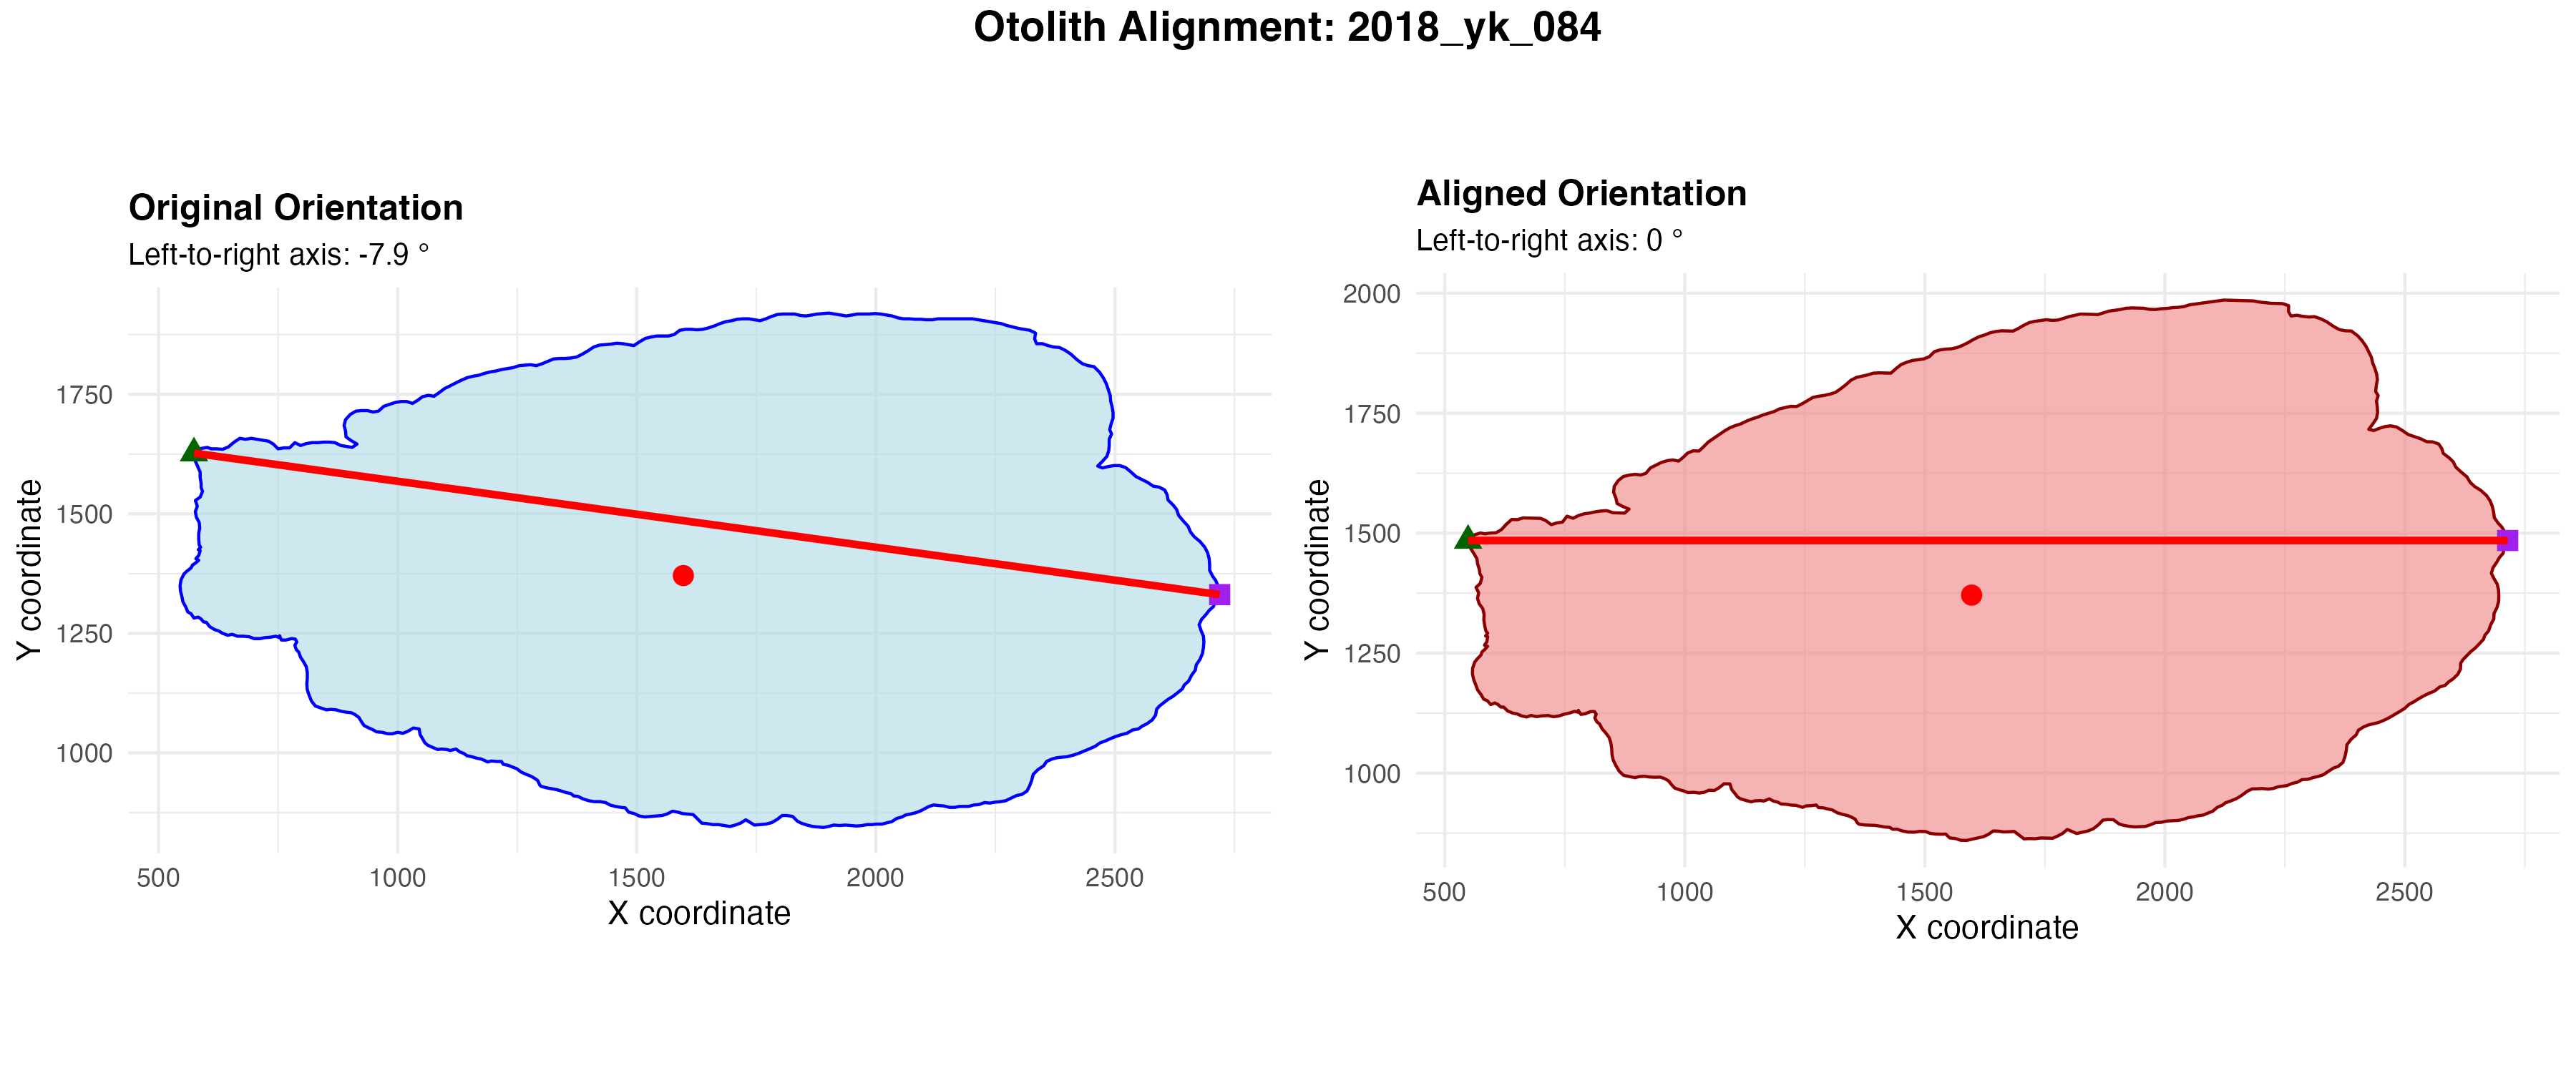 Otolith Alignment: 2018_yk_084
Original Orientation
Left-to-right axis: -7.9 °
Y coordinate
1750
1500
1250
1000
500 1000 1500 2000 2500
X coordinate
Aligned Orientation
Left-to-right axis: 0 °
Y coordinate
2000
1750
1500
1250
1000
500 1000 1500 2000 2500
X coordinate